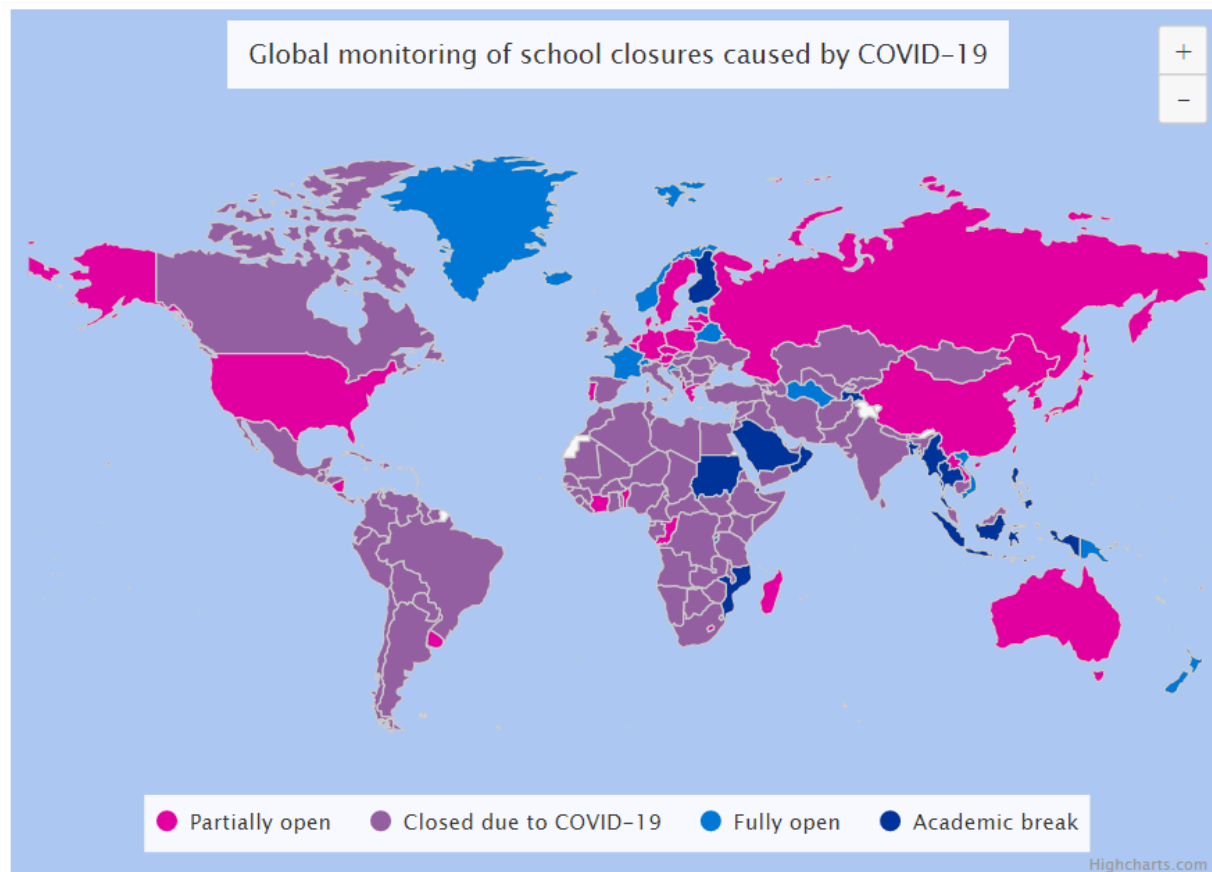 Global monitoring of school closures caused by COVID-19
+
-
Partially open
Closed due to COVID-19
Fully open
Academic break
Highcharts.com